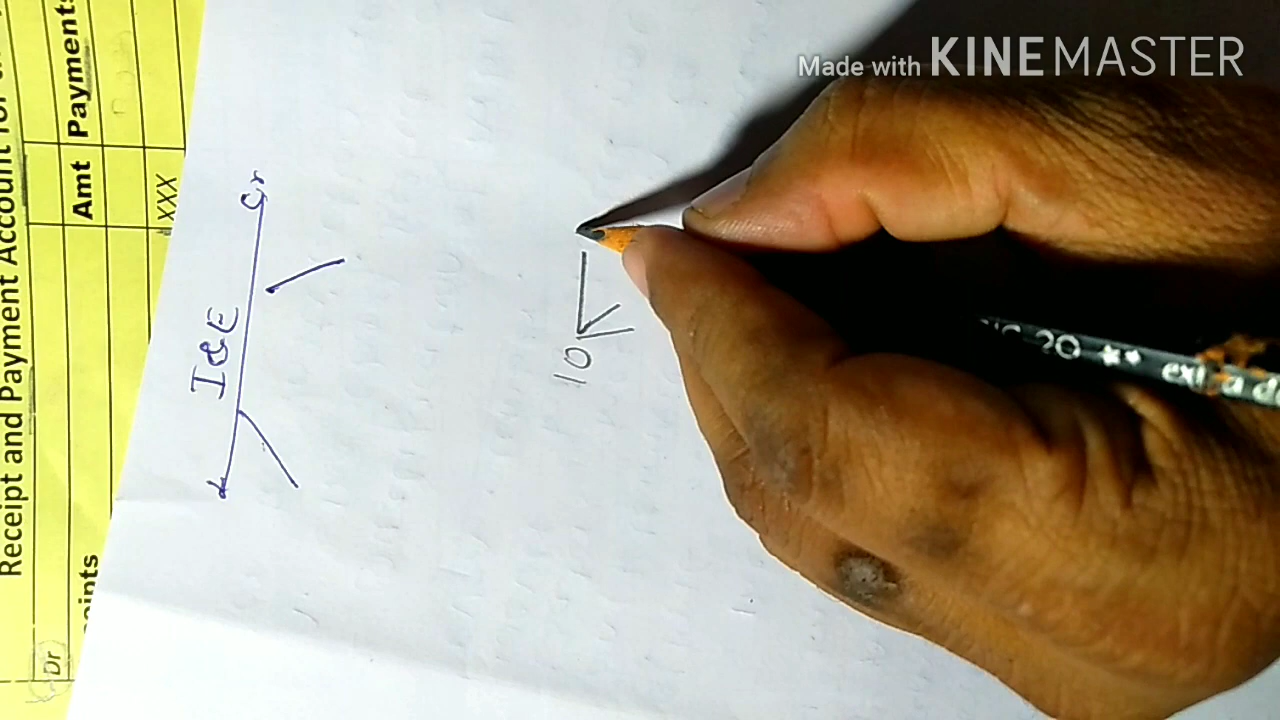 Made with KINEMASTER
Receipt and Payment Account for
Dr
Amt Payments
XXX
Cr
I&E
10